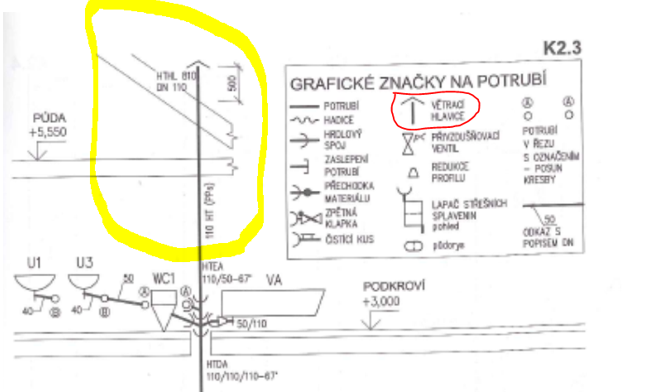 K2.3
GRAFICKÉ ZNAČKY NA POTRUBÍ
POTRUBÍ
HADICE
HRDLOVÝ
SPOJ
ZASLEPENÍ
POTRUBÍ
PŘECHODKA
MATERIÁLU
ZPĚTNÁ
KLAPKA
ČISTÍCÍ KUS
VĚTRACÍ
HLAVICE
PŘIVZDUŠŇOVACÍ
VENTIL
REDUKCE
PROFILU
LAPAČ STŘEŠNÍCH
SPLAVENIN
pohled
půdorys
A A
POTRUBÍ
V ŘEZU
S OZNAČENÍM
- POSUN
KRESBY
50
ODKAZ S
POPISEM DN
HTHL 810
DN 110
500
PŮDA
+5,550
110 HT (PPs)
HTEA
110/50-67°
U1
U3
50
WC1
A
A
VA
40
B
40
B
50/110
PODKROVÍ
+3,000
HTDA
110/110/110-67°